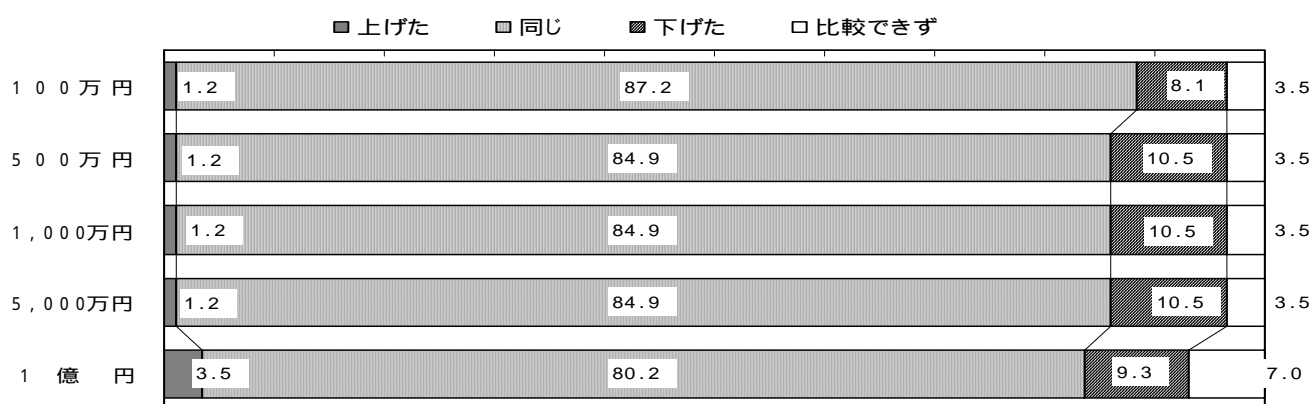 上げた 同じ 下げた 比較できず
100万円 1.2 87.2 8.1 3.5
500万円 1.2 84.9 10.5 3.5
1,000万円 1.2 84.9 10.5 3.5
5,000万円 1.2 84.9 10.5 3.5
1億円 3.5 80.2 9.3 7.0